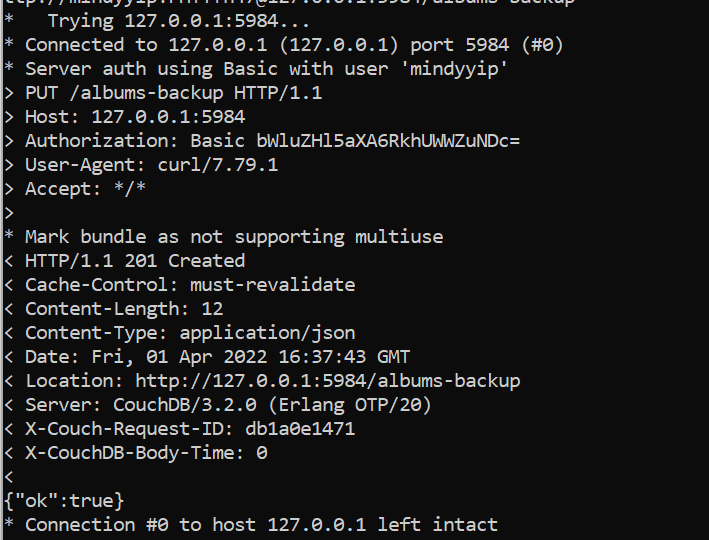 *   Trying 127.0.0.1:5984...
* Connected to 127.0.0.1 (127.0.0.1) port 5984 (#0)
* Server auth using Basic with user 'mindyyip'
> PUT /albums-backup HTTP/1.1
> Host: 127.0.0.1:5984
> Authorization: Basic bWluZHl5aXA6RkhUWWZuNDc=
> User-Agent: curl/7.79.1
> Accept: */*
>
* Mark bundle as not supporting multiuse
< HTTP/1.1 201 Created
< Cache-Control: must-revalidate
< Content-Length: 12
< Content-Type: application/json
< Date: Fri, 01 Apr 2022 16:37:43 GMT
< Location: http://127.0.0.1:5984/albums-backup
< Server: CouchDB/3.2.0 (Erlang OTP/20)
< X-Couch-Request-ID: db1a0e1471
< X-CouchDB-Body-Time: 0
<
{"ok":true}
* Connection #0 to host 127.0.0.1 left intact